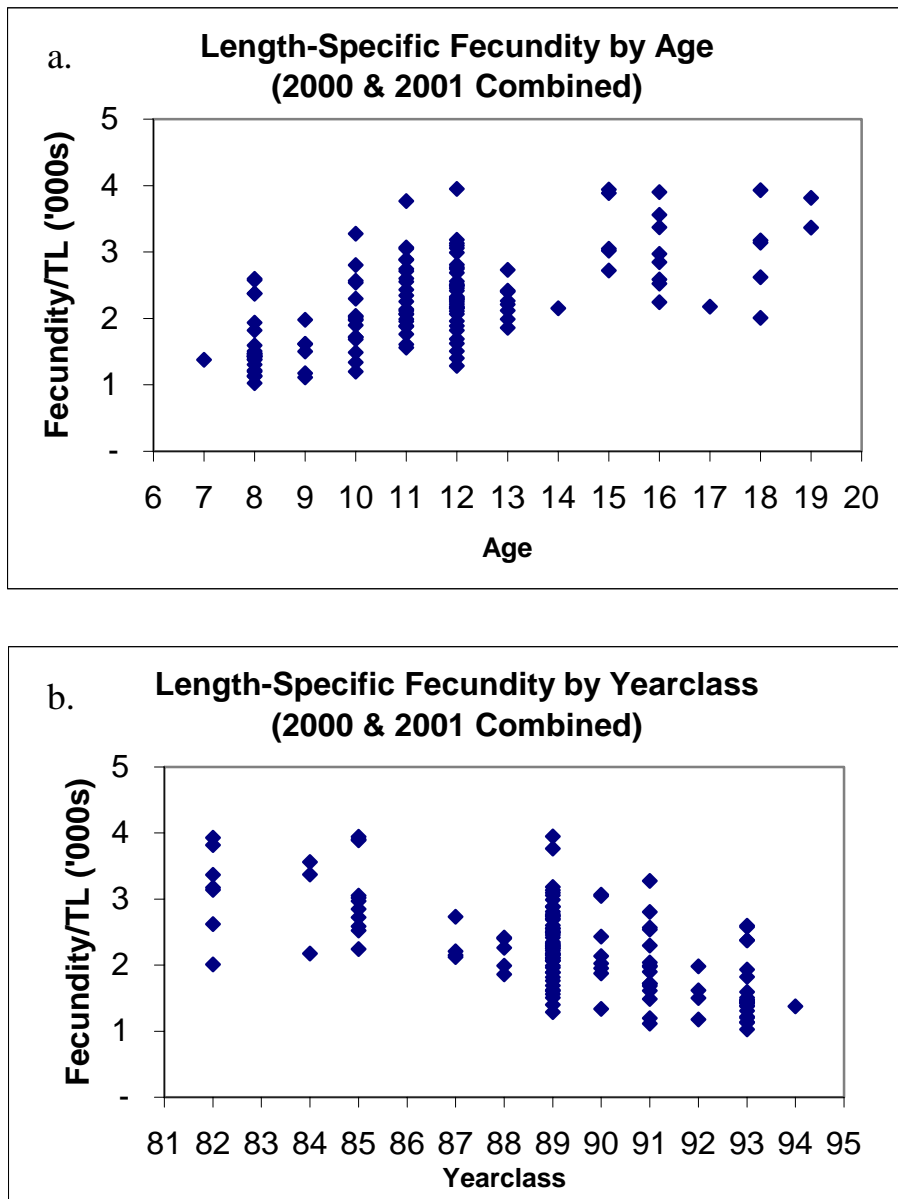 a.
Length-Specific Fecundity by Age
(2000 & 2001 Combined)
Fecundity/TL ('000s)
5
4
3
2
1
-
6 7 8 9 10 11 12 13 14 15 16 17 18 19 20
Age
b.
Length-Specific Fecundity by Yearclass
(2000 & 2001 Combined)
Fecundity/TL ('000s)
5
4
3
2
1
-
81 82 83 84 85 86 87 88 89 90 91 92 93 94 95
Yearclass